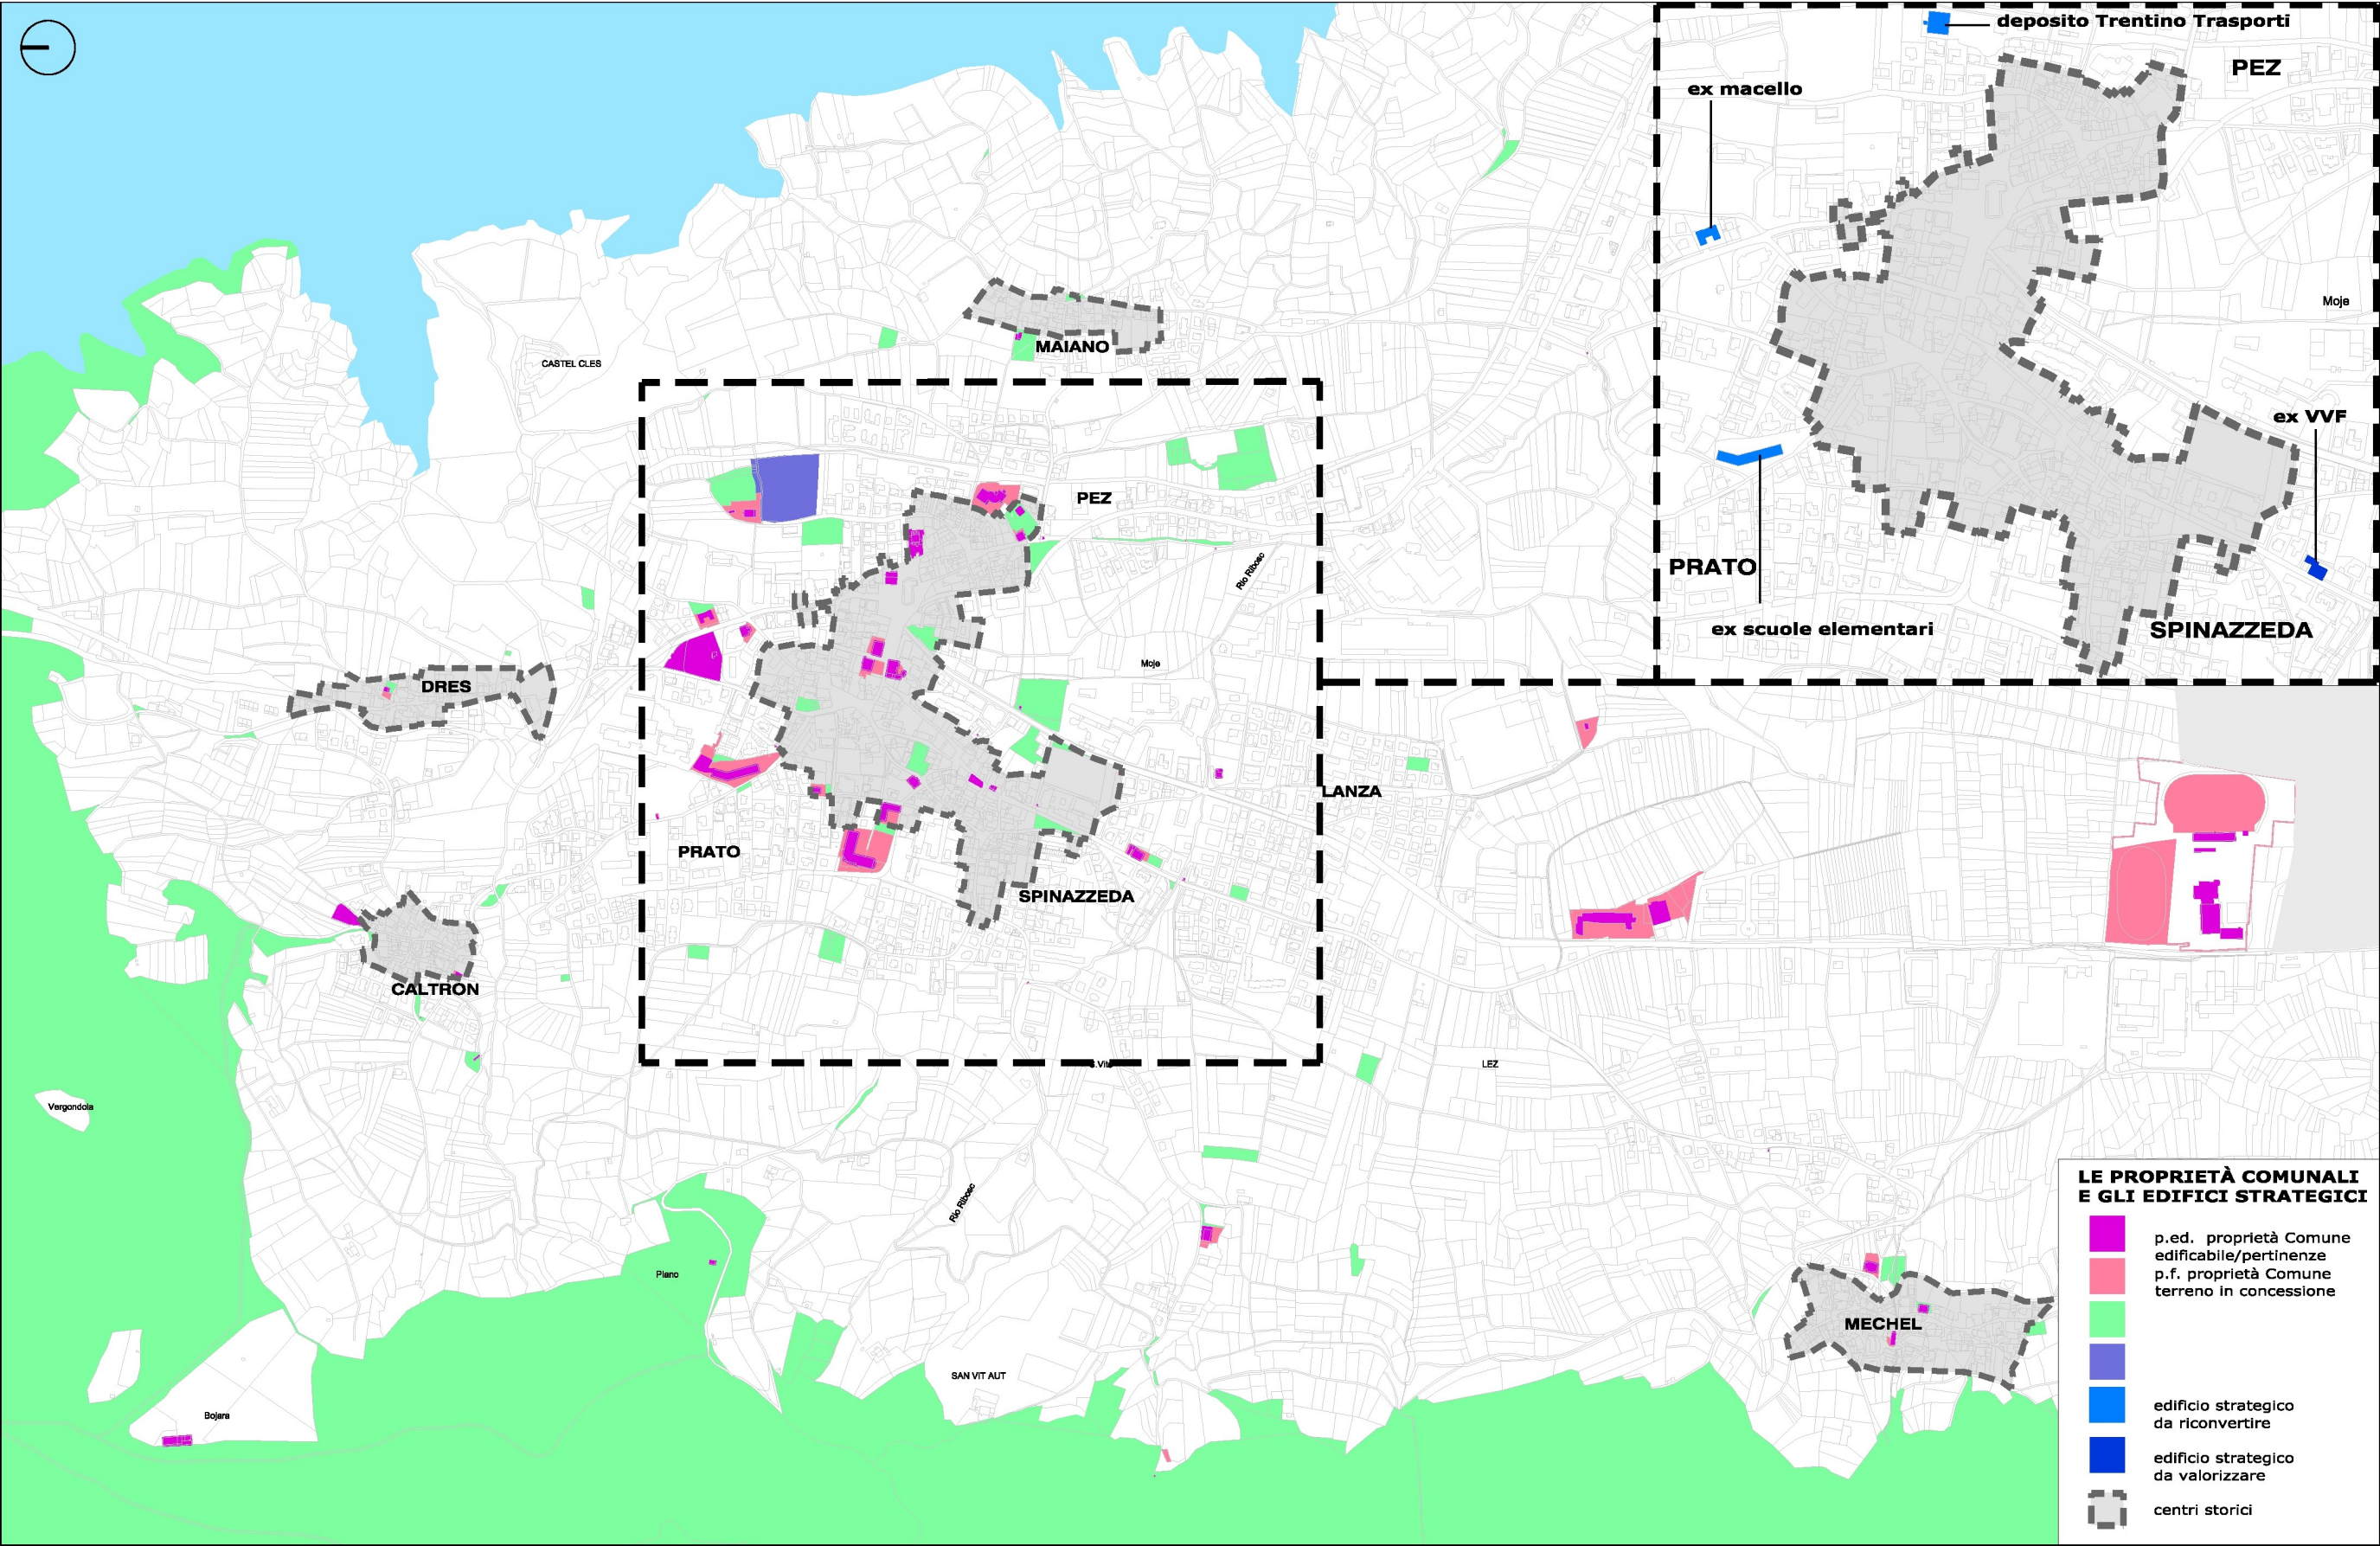 deposito Trentino Trasporti
PEZ
ex macello
Moje
ex VVF
PRATO
ex scuole elementari
SPINAZZEDA
CASTEL CLES
MAIANO
PEZ
Rio Ribosc
Moje
DRES
LANZA
PRATO
SPINAZZEDA
CALTRON
S.Vito
LEZ
Vergondola
Rio Ribosc
Plano
MECHEL
SAN VIT AUT
Bojara
LE PROPRIETÀ COMUNALI
E GLI EDIFICI STRATEGICI
p.ed. proprietà Comune
edificabile/pertinenze
p.f. proprietà Comune
terreno in concessione
edificio strategico
da riconvertire
edificio strategico
da valorizzare
centri storici